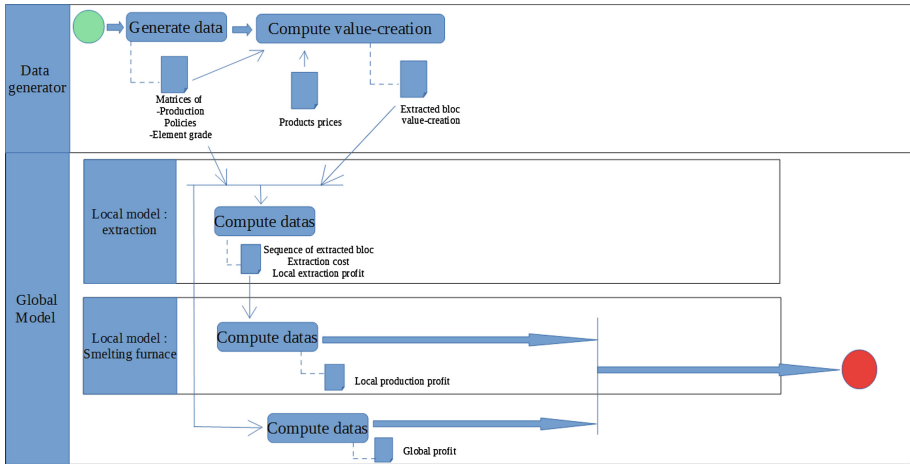 Data
generator
Generate data
Compute value-creation
Matrices of
-Production
Policies
-Element grade
Products prices
Extracted bloc
value-creation
Global
Model
Local model :
extraction
Compute datas
Sequence of extracted bloc
Extraction cost
Local extraction profit
Local model :
Smelting furnace
Compute datas
Local production profit
Compute datas
Global profit